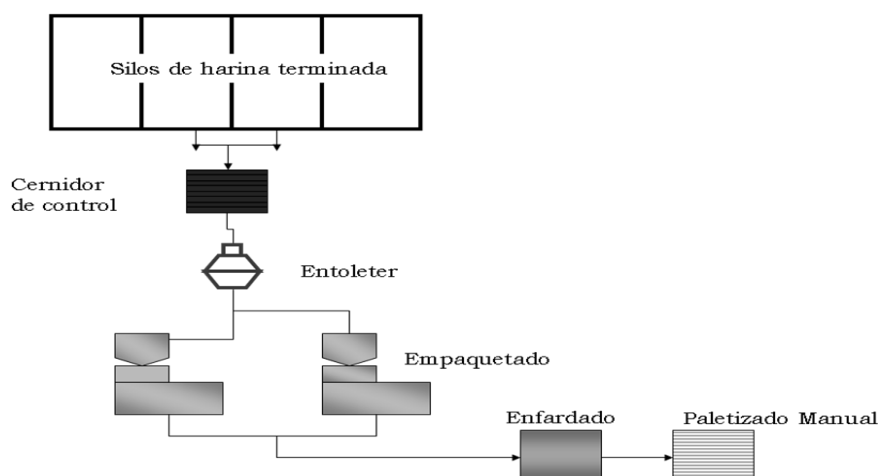 Silos de harina terminada
Cernidor
de control
Entoleter
Empaquetado
Enfardado
Paletizado Manual